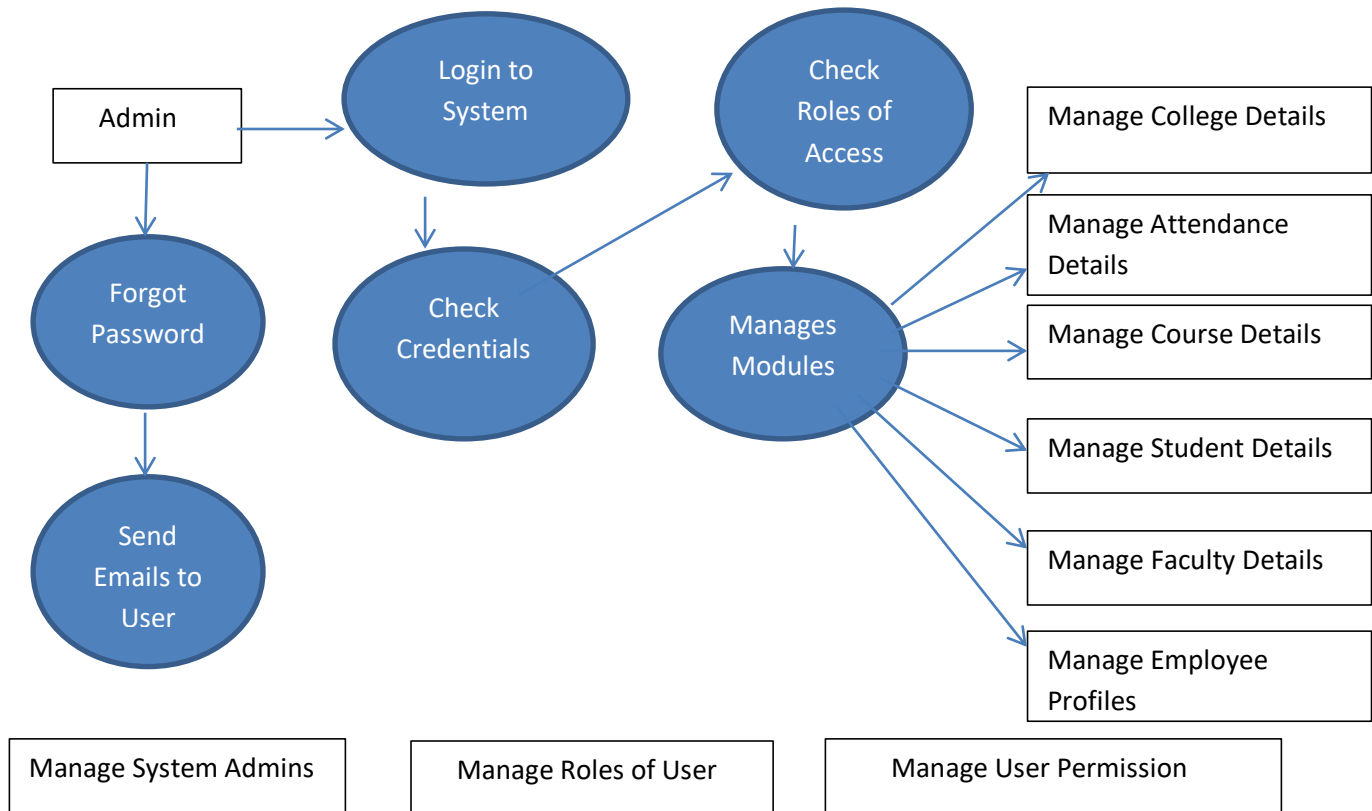 Admin
Login to
System
Check
Roles of
Access
Manage College Details
Manage Attendance
Details
Forgot
Password
Check
Credentials
Manages
Modules
Manage Course Details
Manage Student Details
Send
Emails to
User
Manage Faculty Details
Manage Employee
Profiles
Manage System Admins
Manage Roles of User
Manage User Permission